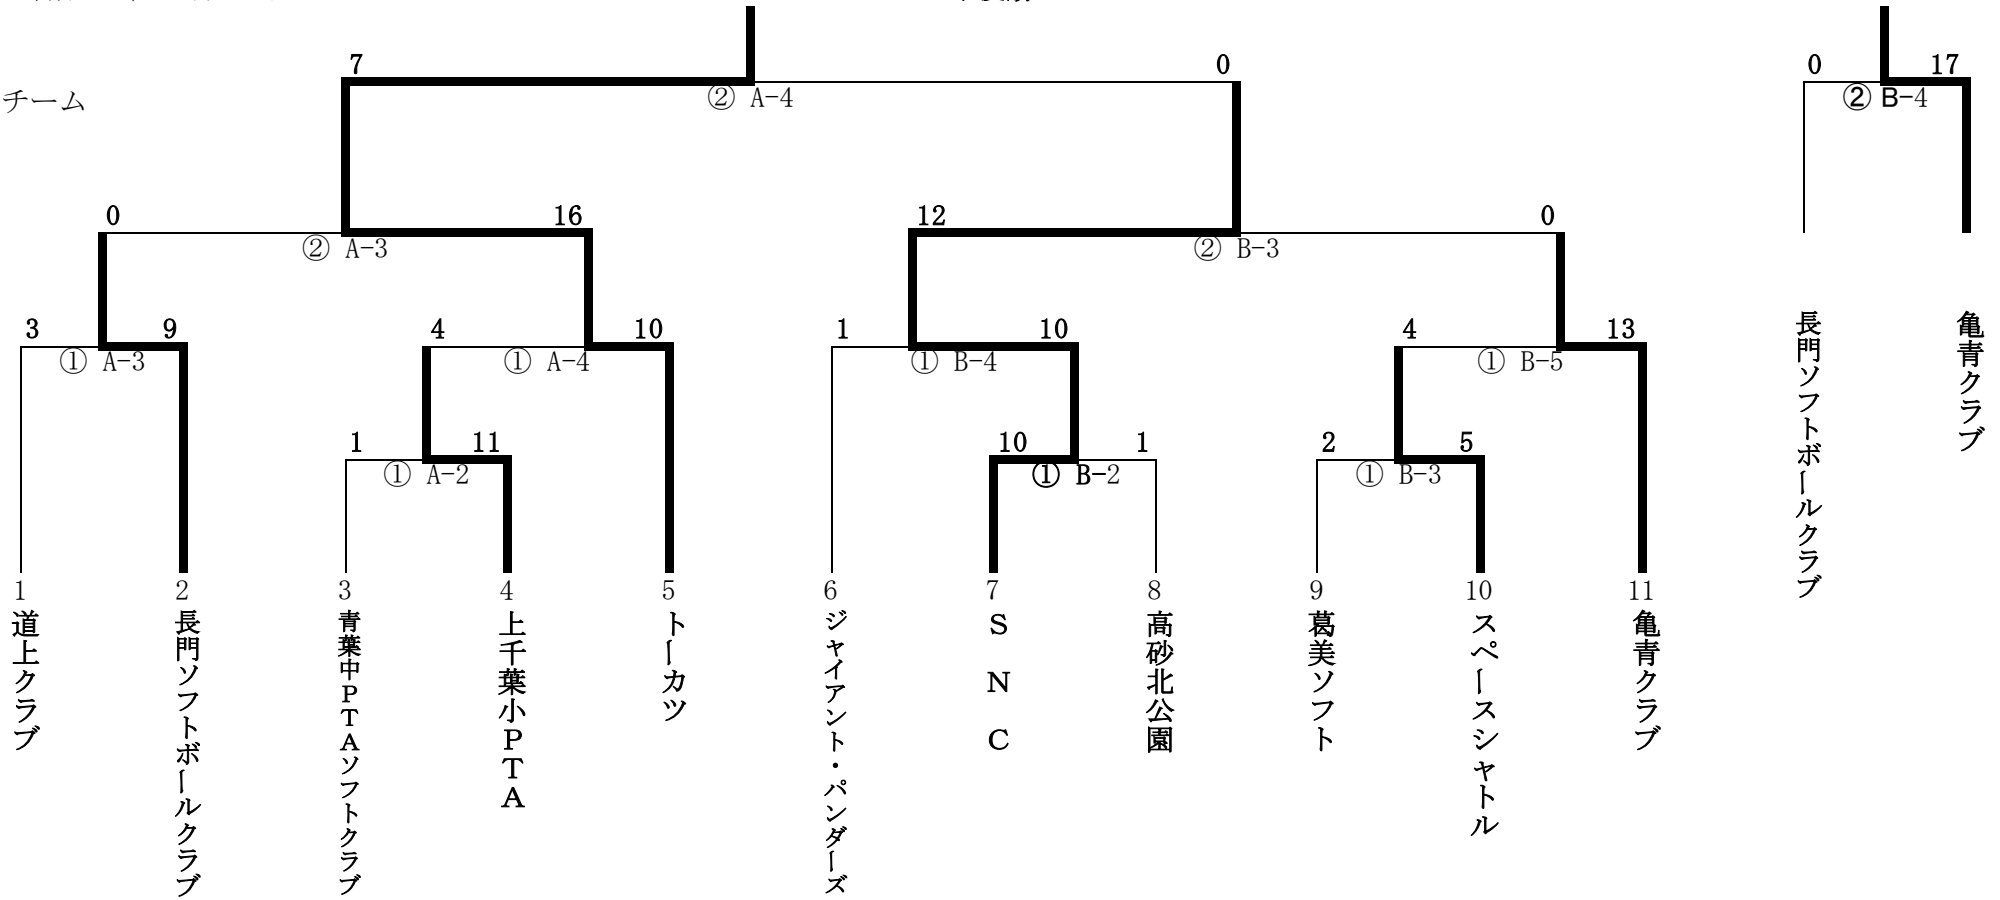 7 0 0 17
チーム
② A-4 ② B-4
0 16 12 0
② A-3 ② B-3
3 9 4 10 1 10 4 13
① A-3 ① A-4 ① B-4 ① B-5
1 11 10 1 2 5
① A-2 ① B-2 ① B-3
長門ソフトボールクラブ
亀青クラブ
1 2 3 4 5 6 7 8 9 10 11
道上クラブ
長門ソフトボールクラブ
青葉中PTAソフトクラブ
上千葉小PTA
トーカツ
ジャイアント・パンダーズ
S N C
高砂北公園
葛美ソフト
スペースシャトル
亀青クラブ